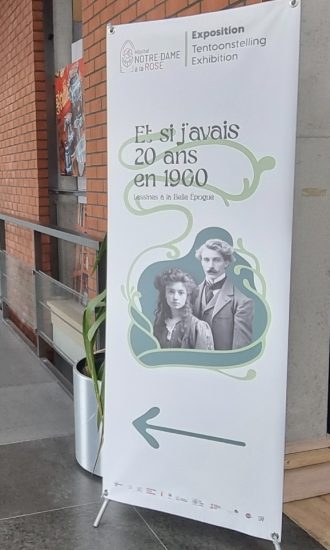 Hôpital
NOTRE DAME
à la ROSE
Exposition
Tentoonstelling
Exhibition
Et si j'avais
20 ans
en 1900
Lessines à la Belle Époque